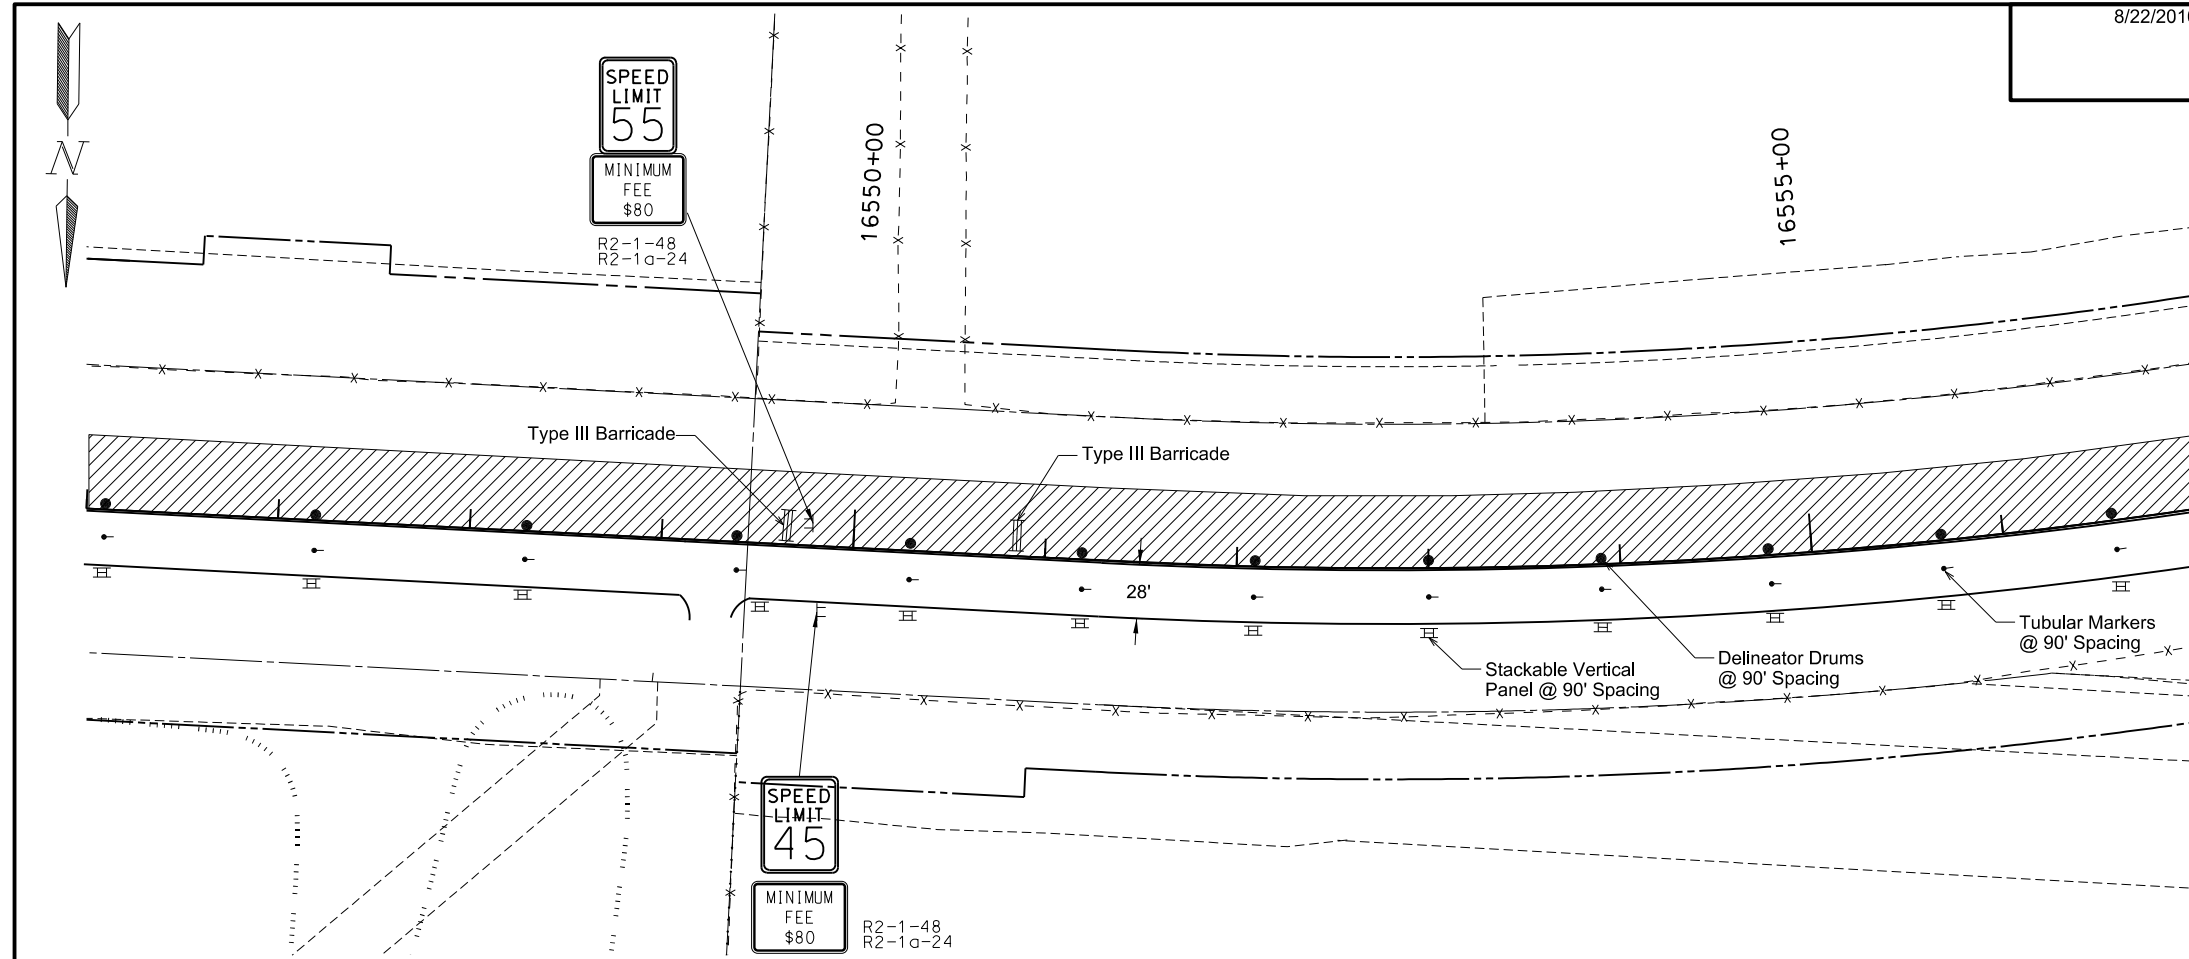 8/22/201
N
SPEED
LIMIT
55
MINIMUM
FEE
$80
R2-1-48
R2-1a-24
16550+00
16555+00
Type III Barricade
Type III Barricade
28'
Tubular Markers
@ 90' Spacing
Delineator Drums
@ 90' Spacing
Stackable Vertical
Panel @ 90' Spacing
SPEED
LIMIT
45
MINIMUM
FEE
$80
R2-1-48
R2-1a-24